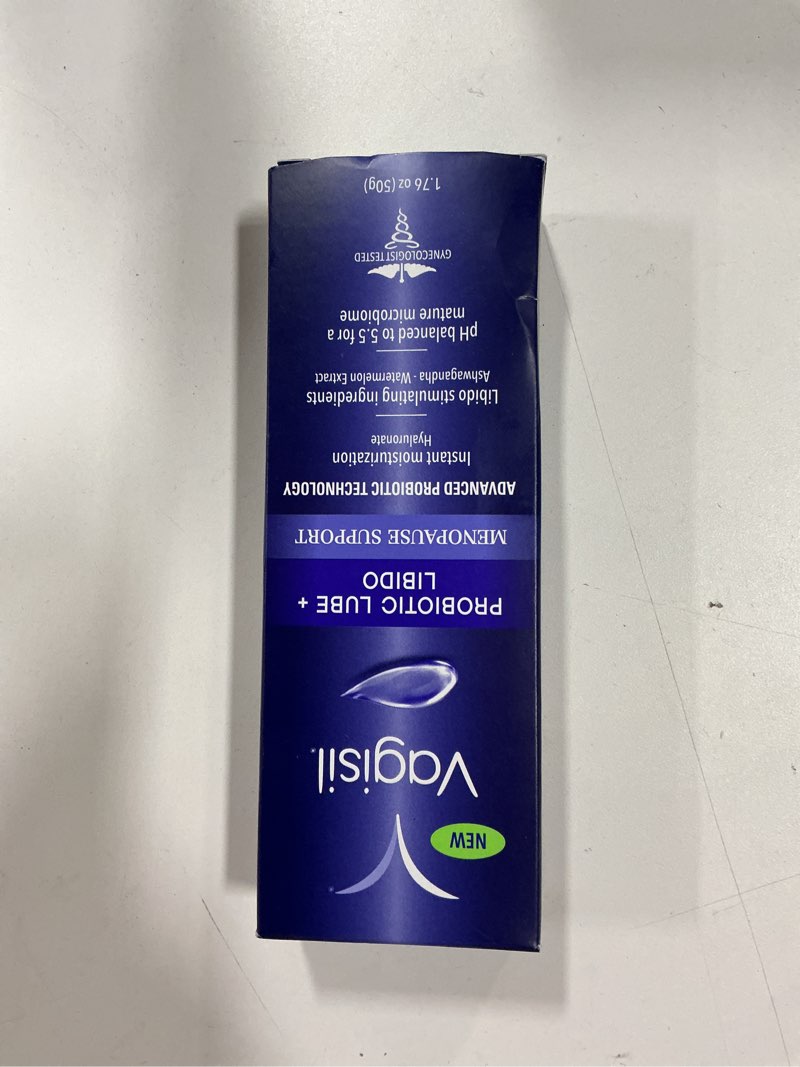 NEW
Vagisil®
PROBIOTIC LUBE +
LIBIDO
MENOPAUSE SUPPORT
ADVANCED PROBIOTIC TECHNOLOGY
Instant moisturization
Hyaluronate
Libido stimulating ingredients
Ashwagandha - Watermelon Extract
pH balanced to 5.5 for a
mature microbiome
GYNECOLOGIST TESTED
1.76 oz (50g)